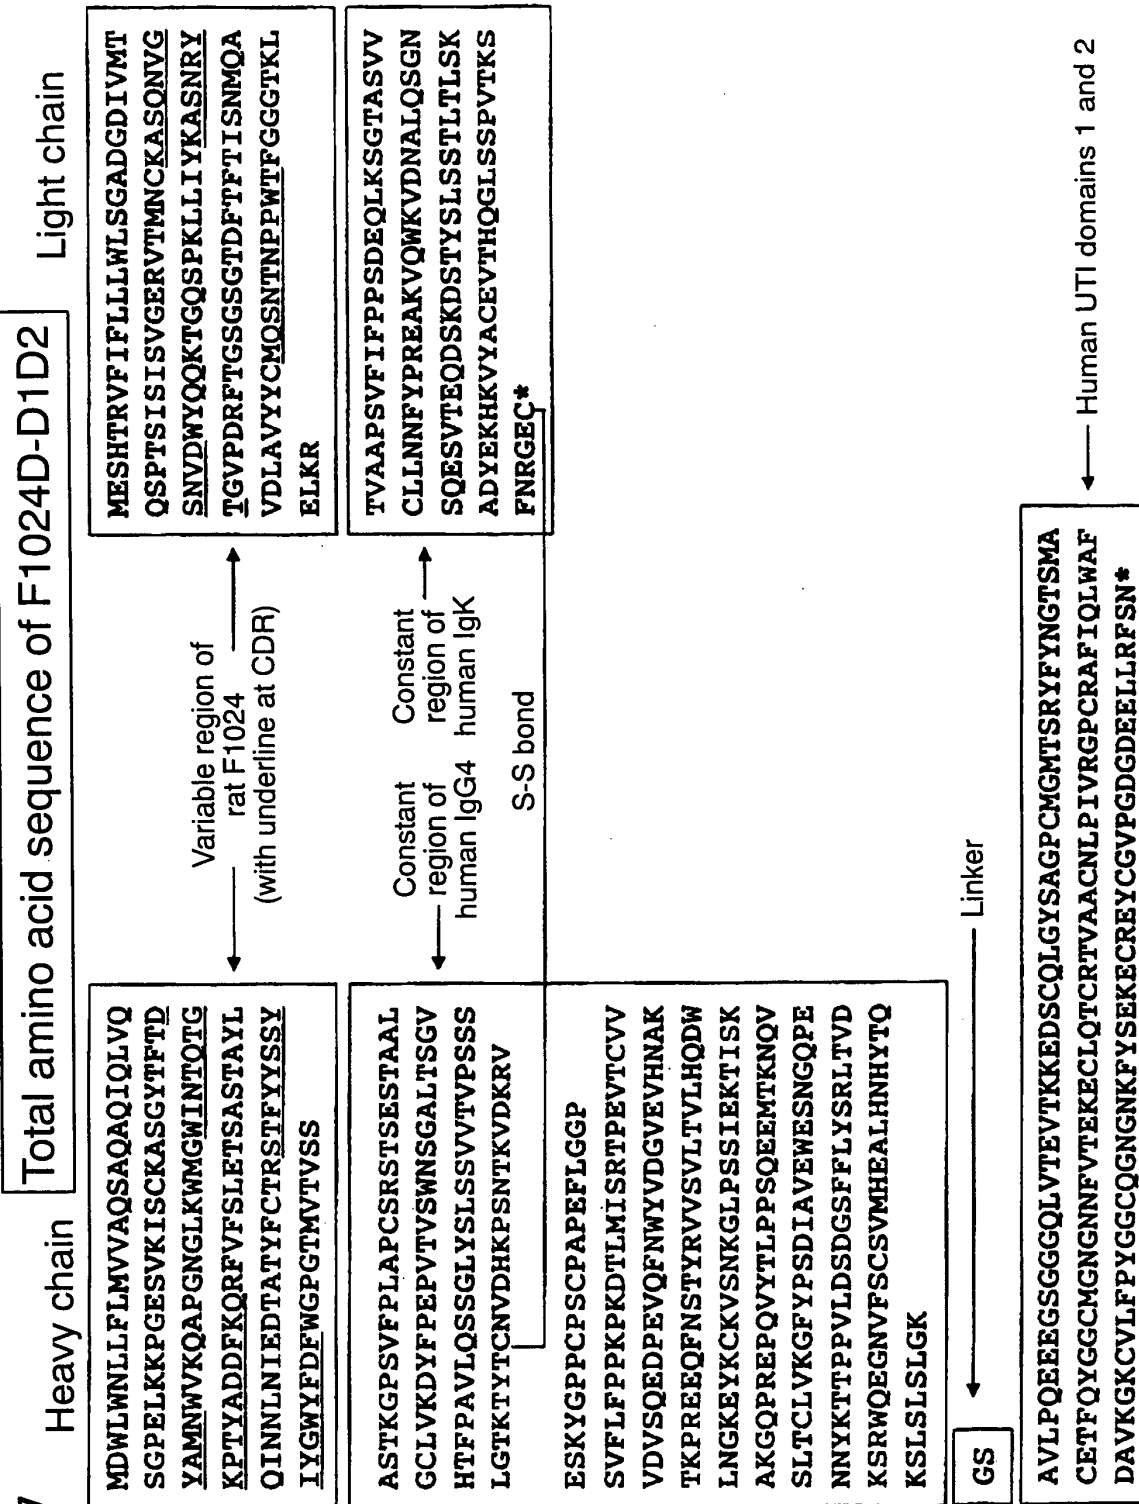 Total amino acid sequence of F1024D-D1D2
Heavy chain
MDWLWNLLFLMVVAQSAQAQIQLVQ
SGPELKKPGESVKISCKASGYTFTD
YAMNWVKQAPGNGLKWMGWINTQTG
KPTYADDFKQRFVFSLETSASTAYL
QINNLNIEDTATYFCTRSTFYYSSY
IYGWYFDFWGPGTMVTVSS
Variable region of
rat F1024
(with underline at CDR)
Light chain
MESHTRVFIFLLLWLSGADGDIVMT
QSPTSISISVGERVTMNCKASQNVG
SNVDWYQQKTGQSPKLLIYKASNRY
TGVPDRFTGSGSGTDFTFTISNMQA
VDLAVYYCMQSNTNPPWTFGGGTKL
ELKR
ASTKGPSVFPLAPCSRSTSESTAAL
GCLVKDYFPEPVTVSWNSGALTSGV
HTFPAVLQSSGLYSLSSVVTVPSSS
LGTKTYTCNVDHKPSNTKVDKRV
Constant
region of
human IgG4
Constant
region of
human IgK
TVAAPSVFIFPPSDEQLKSGTASVV
CLLNNFYPREAKVQWKVDNALQSGN
SQESVTEQDSKDSTYSLSSTLTLSK
ADYEKHKVYACEVTHQGLSSPVTKS
FNRGEC*
S-S bond
ESKYGPPCPSCPAPEFLGGP
SVFLFPPKPKDTLMISRTPEVTCVV
VDVSQEDPEVQFNWYVDGVEVHNAK
TKPREEQFNSTYRVVSVLTVLHQDW
LNGKEYKCKVSNKGLPSSIEKTISK
AKGQPREPQVYTLPPSQEEMTKNQV
SLTCLVKGFYPSDIAVEWESNGQPE
NNYKTTPPVLDSDGSFFLYSRLTVD
KSRWQEGNVFSCSVMHEALHNHYTQ
KSLSLSLGK
GS
Linker
AVLPQEEEGSGGGQLVTEVTKKEDSCQLGYSAGPCMGMTSRYFYNGTSMA
CETFQYGGCMGNGNNFVTEKECLQTCRTVAACNLPIVRGPCRAFIQLWAF
DAVKGKCVLFPYGGCQGNGNKFYSEKECREYCGVPGDGDEELLRFSN*
Human UTI domains 1 and 2